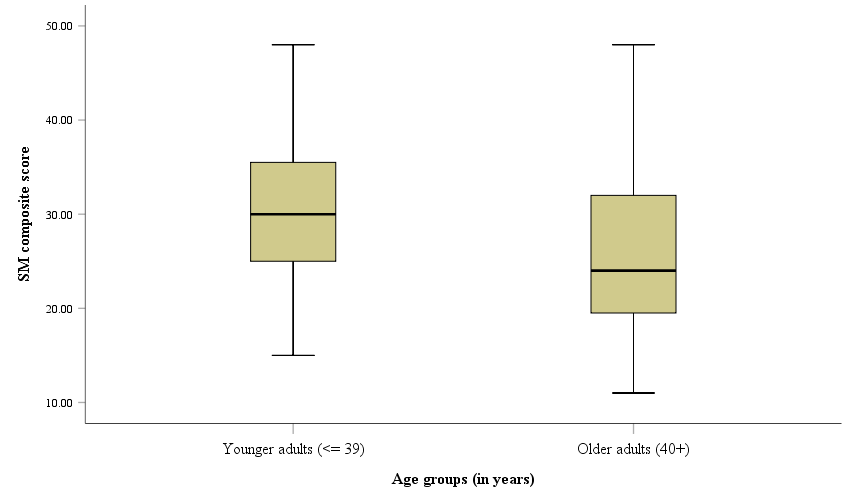 50.00
40.00
30.00
20.00
10.00
SM composite score
Younger adults (<= 39)
Older adults (40+)
Age groups (in years)